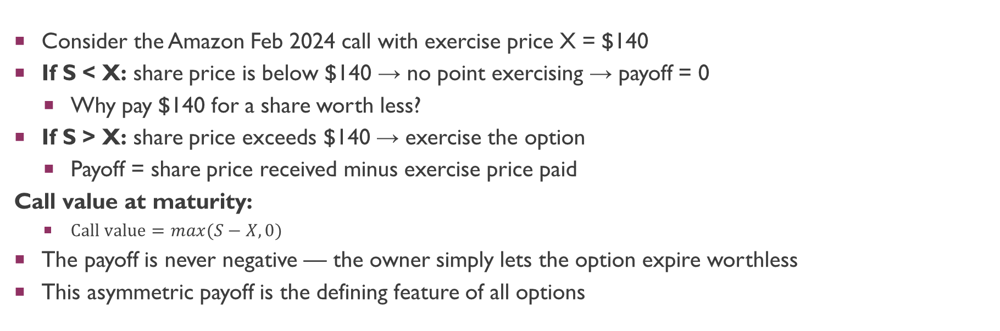 ▪ Consider the Amazon Feb 2024 call with exercise price X = $140
▪ If S < X: share price is below $140 → no point exercising → payoff = 0
▪ Why pay $140 for a share worth less?
▪ If S > X: share price exceeds $140 → exercise the option
▪ Payoff = share price received minus exercise price paid
Call value at maturity:
▪ Call value = max(S − X, 0)
▪ The payoff is never negative — the owner simply lets the option expire worthless
▪ This asymmetric payoff is the defining feature of all options